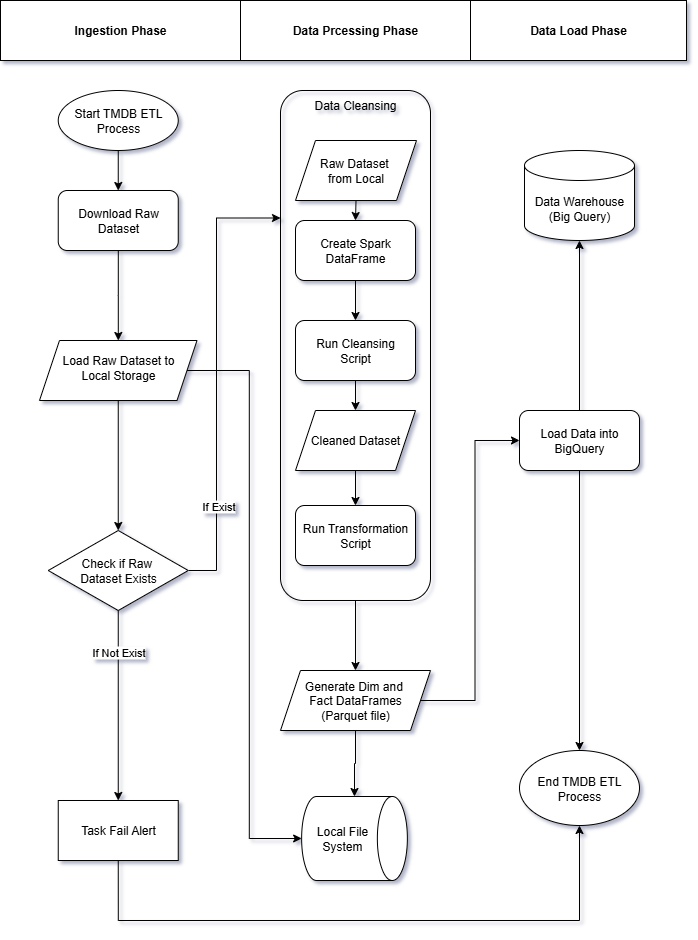 Ingestion Phase
Data Prcessing Phase
Data Load Phase
Start TMDB ETL
Process
Download Raw
Dataset
Load Raw Dataset to
Local Storage
If Exist
Check if Raw
Dataset Exists
If Not Exist
Task Fail Alert
Data Cleansing
Raw Dataset
from Local
Create Spark
DataFrame
Run Cleansing
Script
Cleaned Dataset
Run Transformation
Script
Generate Dim and
Fact DataFrames
(Parquet file)
Local File
System
Data Warehouse
(Big Query)
Load Data into
BigQuery
End TMDB ETL
Process